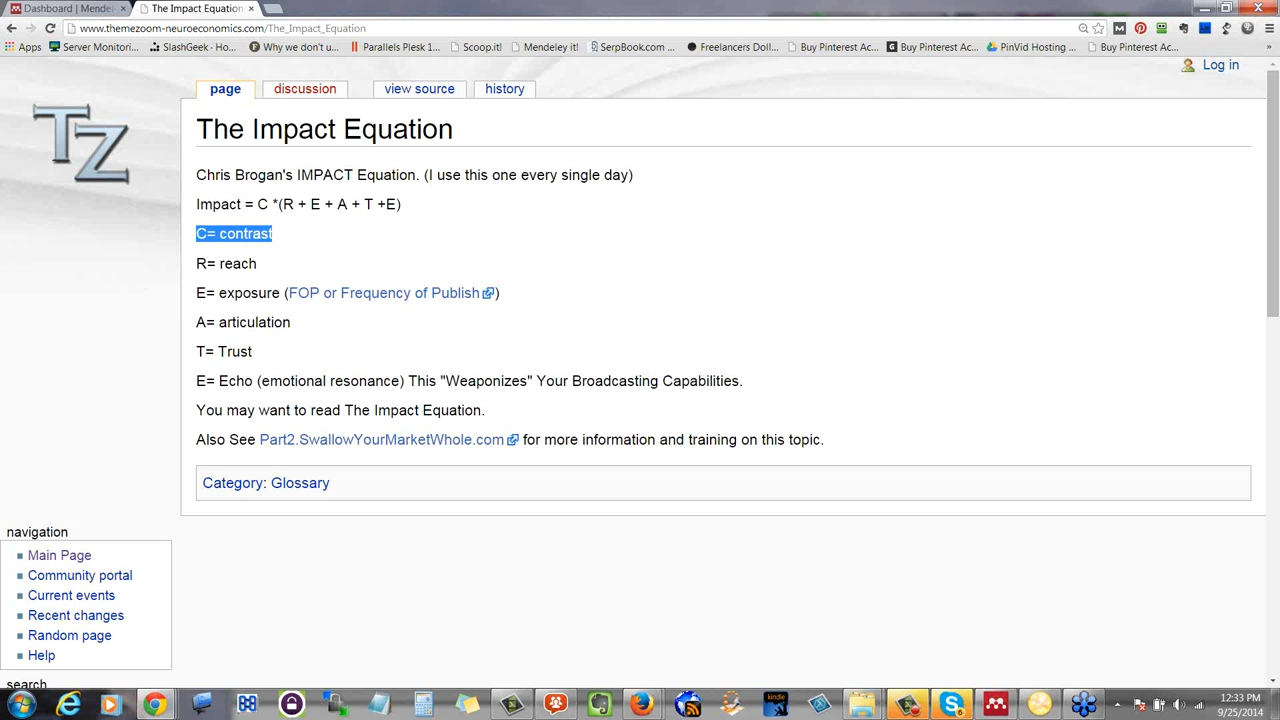 Dashboard | Mendel
The Impact Equation
www.themezoom-neuroeconomics.com/The_Impact_Equation
Apps Server Monitori... SlashGeek - Ho... Why we don't u... Parallels Plesk 1... Scoop.it! Mendeley it! SerpBook.com ... Freelancers Doll... Buy Pinterest Ac... Buy Pinterest Ac... PinVid Hosting ... Buy Pinterest Ac... »
Log in
page discussion view source history
TZ
The Impact Equation
Chris Brogan's IMPACT Equation. (I use this one every single day)
Impact = C *(R + E + A + T +E)
C= contrast
R= reach
E= exposure (FOP or Frequency of Publish)
A= articulation
T= Trust
E= Echo (emotional resonance) This "Weaponizes" Your Broadcasting Capabilities.
You may want to read The Impact Equation.
Also See Part2.SwallowYourMarketWhole.com for more information and training on this topic.
Category: Glossary
navigation
Main Page
Community portal
Current events
Recent changes
Random page
Help
search
kindle
12:33 PM
9/25/2014